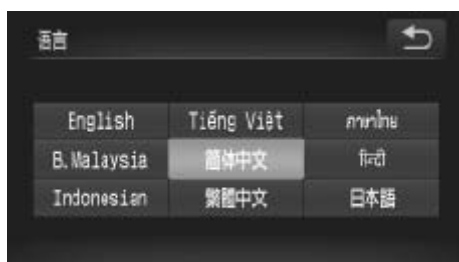 语言
English Tiếng Việt ภาษาไทย
B.Malaysia 简体中文 हिन्दी
Indonesian 繁體中文 日本語